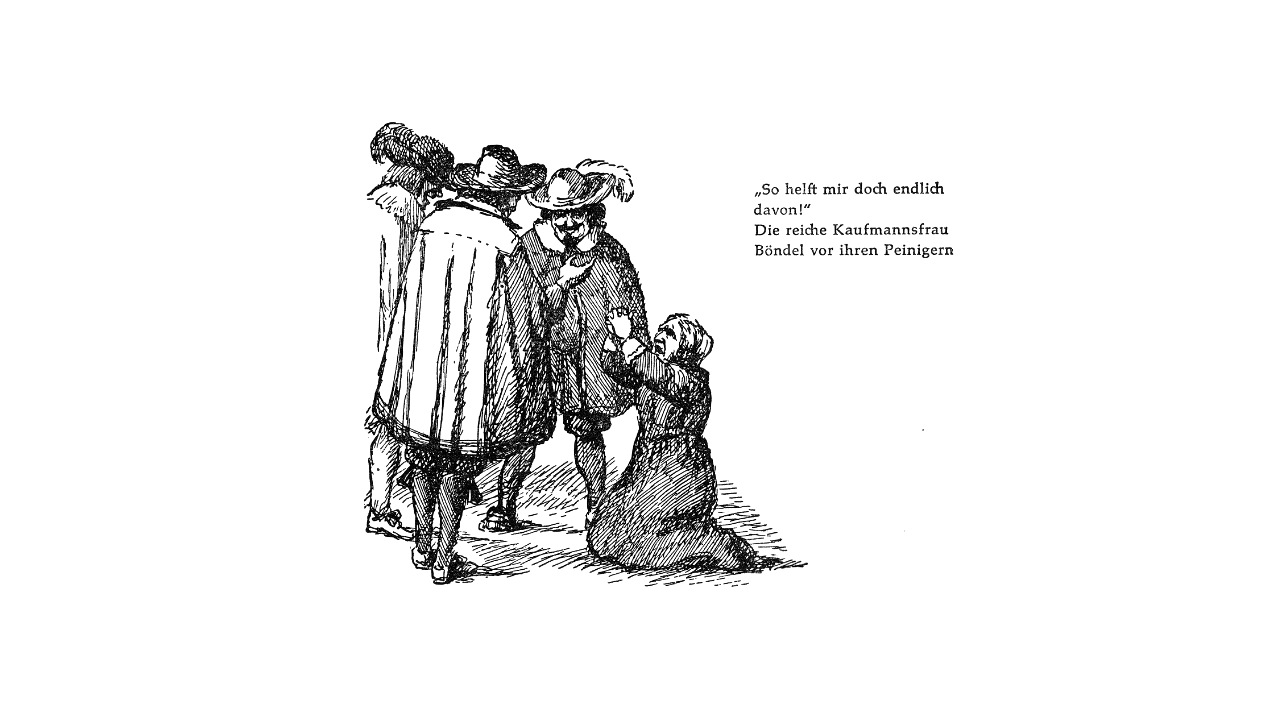 „So helft mir doch endlich
davon!“
Die reiche Kaufmannsfrau
Böndel vor ihren Peinigern